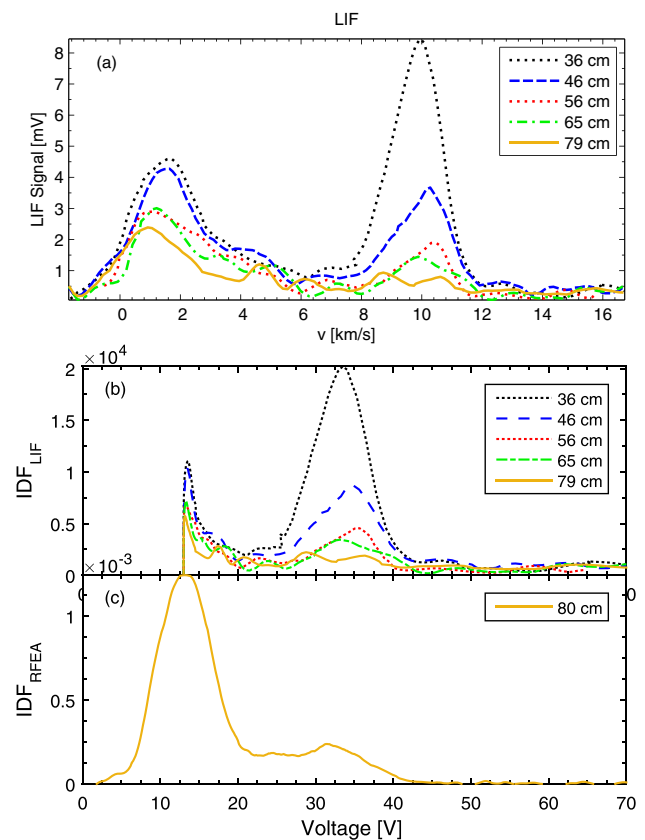 LIF
(a)
8
7
6
5
4
3
2
1
LIF Signal [mV]
36 cm
46 cm
56 cm
65 cm
79 cm
0 2 4 6 8 10 12 14 16
v [km/s]
×10⁴
(b)
2
1.5
1
0.5
0
IDF_LIF
36 cm
46 cm
56 cm
65 cm
79 cm
×10⁻³
0 0
(c)
1
0.5
0
IDF_RFEA
80 cm
0 10 20 30 40 50 60 70
Voltage [V]